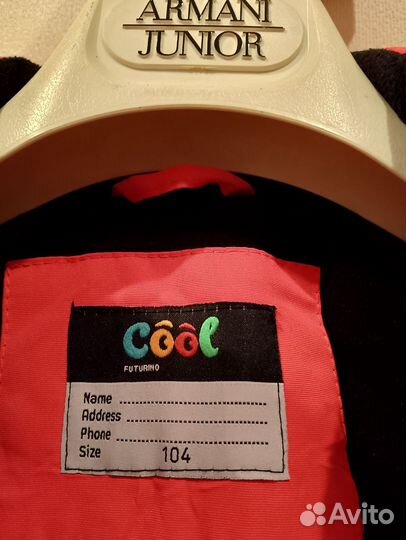 ARMANI
JUNIOR
cool
FUTURINO
Name
Address
Phone
Size 104
Avito